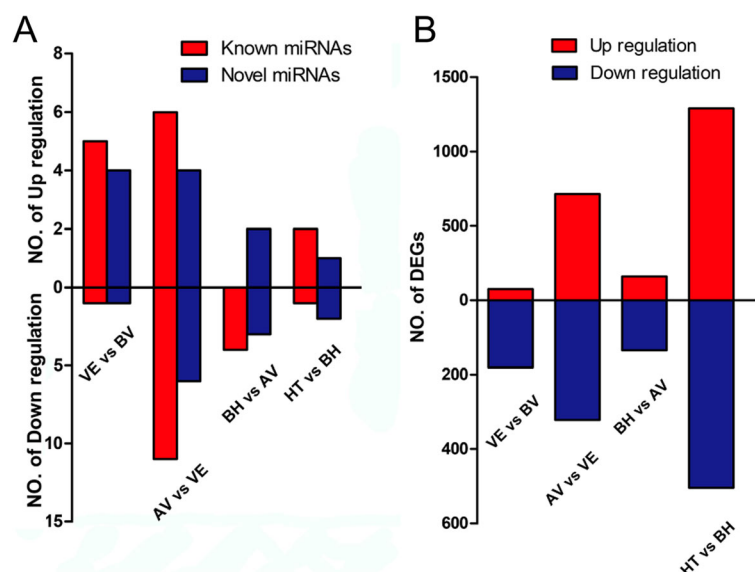 A
Known miRNAs
Novel miRNAs
NO. of Up regulation
NO. of Down regulation
8
6
4
2
0
5
10
15
VE vs BV
AV vs VE
BH vs AV
HT vs BH
B
Up regulation
Down regulation
NO. of DEGs
1500
1000
500
0
200
400
600
VE vs BV
AV vs VE
BH vs AV
HT vs BH